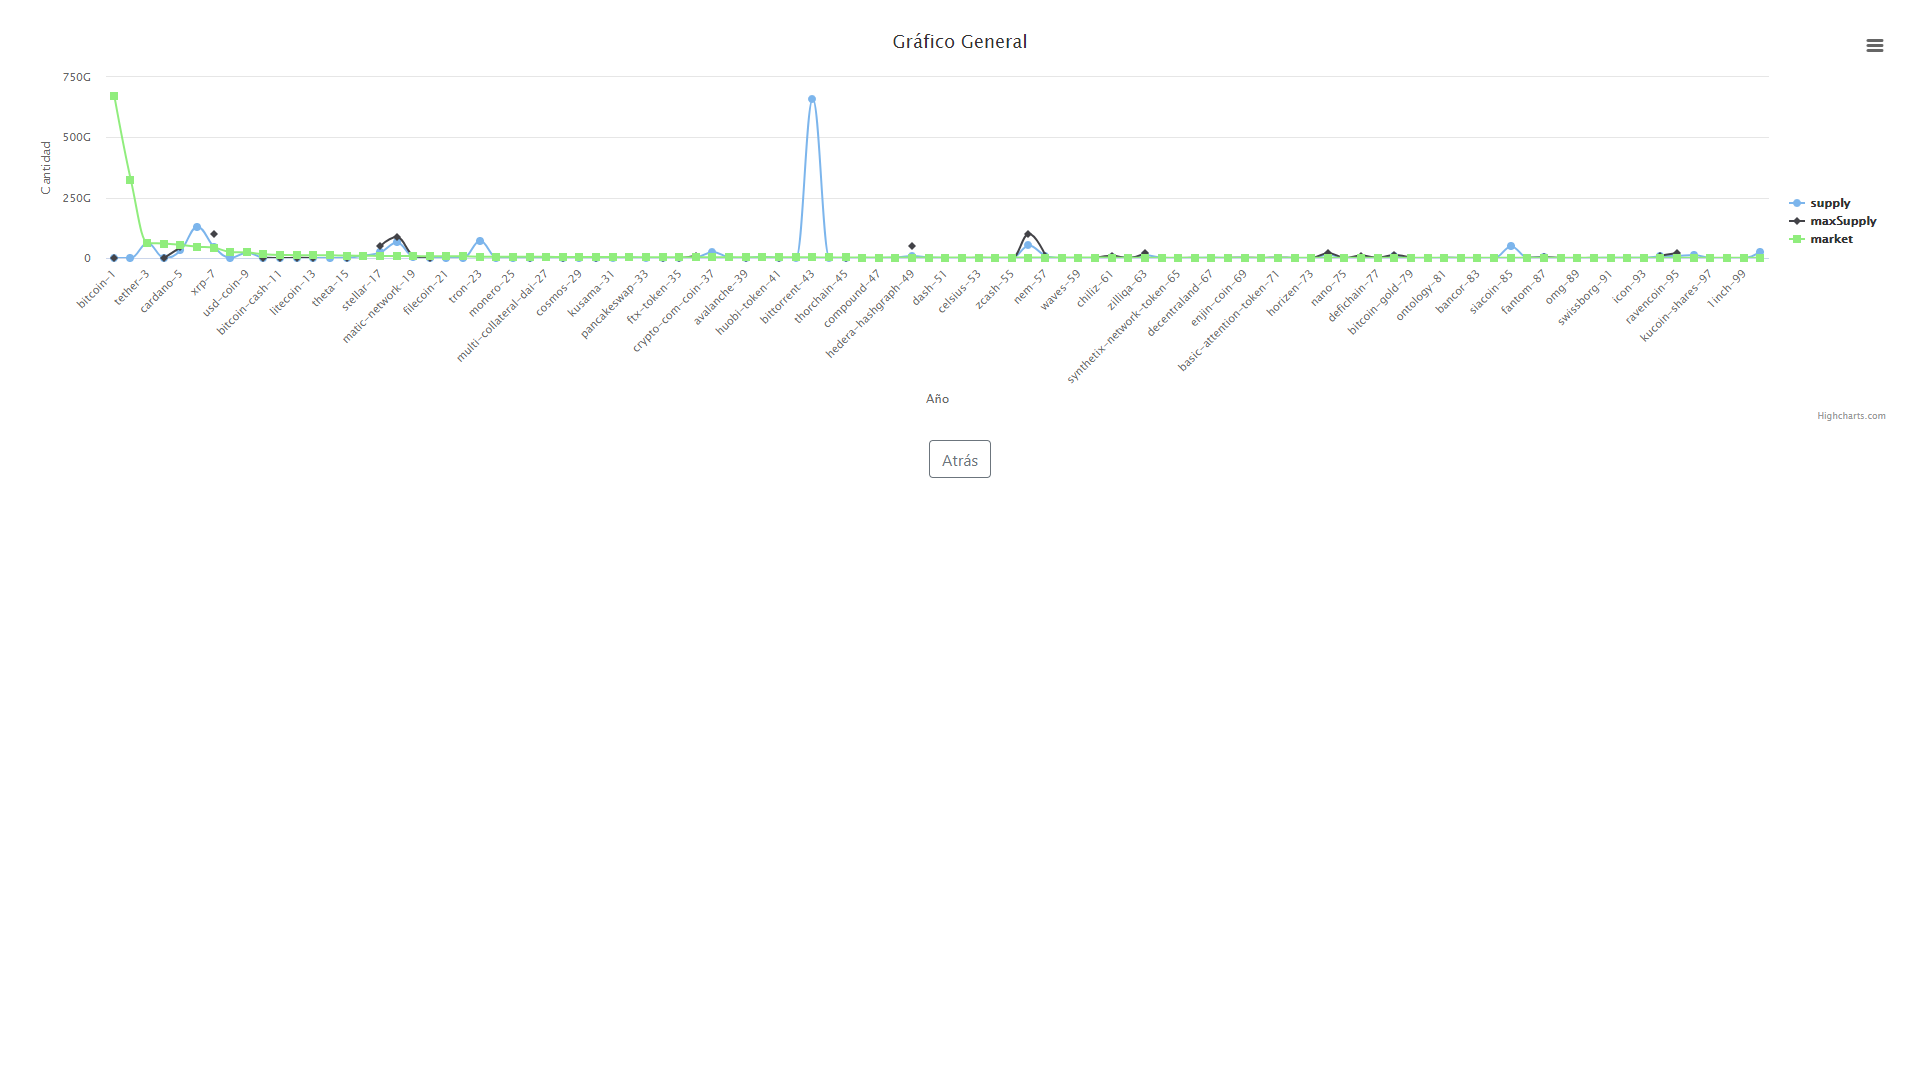 Gráfico General
750G
500G
250G
0
Cantidad
bitcoin-1
tether-3
cardano-5
xrp-7
usd-coin-9
bitcoin-cash-11
litecoin-13
theta-15
stellar-17
matic-network-19
filecoin-21
tron-23
monero-25
multi-collateral-dai-27
cosmos-29
kusama-31
pancakeswap-33
ftx-token-35
crypto-com-coin-37
avalanche-39
huobi-token-41
bittorrent-43
thorchain-45
compound-47
hedera-hashgraph-49
dash-51
celsius-53
zcash-55
nem-57
waves-59
chiliz-61
zilliqa-63
synthetix-network-token-65
decentraland-67
enjin-coin-69
basic-attention-token-71
horizen-73
nano-75
defichain-77
bitcoin-gold-79
ontology-81
bancor-83
siacoin-85
fantom-87
omg-89
swissborg-91
icon-93
ravencoin-95
kucoin-shares-97
1inch-99
Año
supply
maxSupply
market
Highcharts.com
Atrás